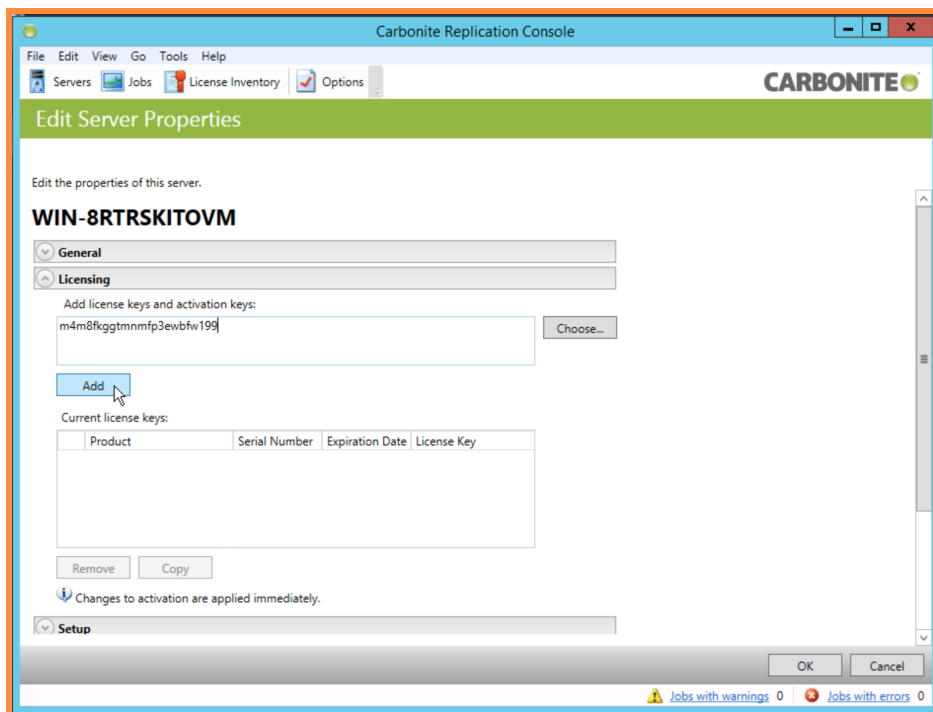 Carbonite Replication Console
File Edit View Go Tools Help
Servers Jobs License Inventory Options CARBONITE
Edit Server Properties
Edit the properties of this server.
WIN-8RTRSKITOVM
General
Licensing
Add license keys and activation keys:
m4m8fkggtmnmfp3ewbfw199
Choose...
Add
Current license keys:
Product Serial Number Expiration Date License Key
Remove Copy
Changes to activation are applied immediately.
Setup
OK Cancel
Jobs with warnings 0 Jobs with errors 0